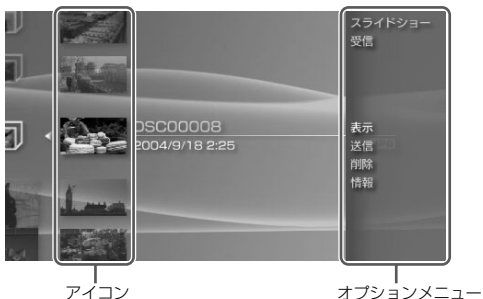 スライドショー
受信
DSC00008
2004/9/18 2:25
表示
送信
削除
情報
アイコン
オプションメニュー